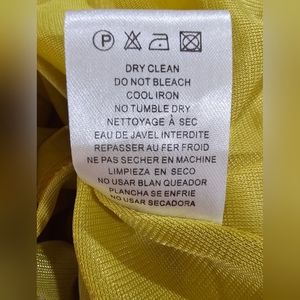 P
DRY CLEAN
DO NOT BLEACH
COOL IRON
NO TUMBLE DRY
NETTOYAGE À SEC
EAU DE JAVEL INTERDITE
REPASSER AU FER FROID
NE PAS SECHER EN MACHINE
LIMPIEZA EN SECO
NO USAR BLAN QUEADOR
PLANCHA SE ENFRIE
NO USAR SECADORA